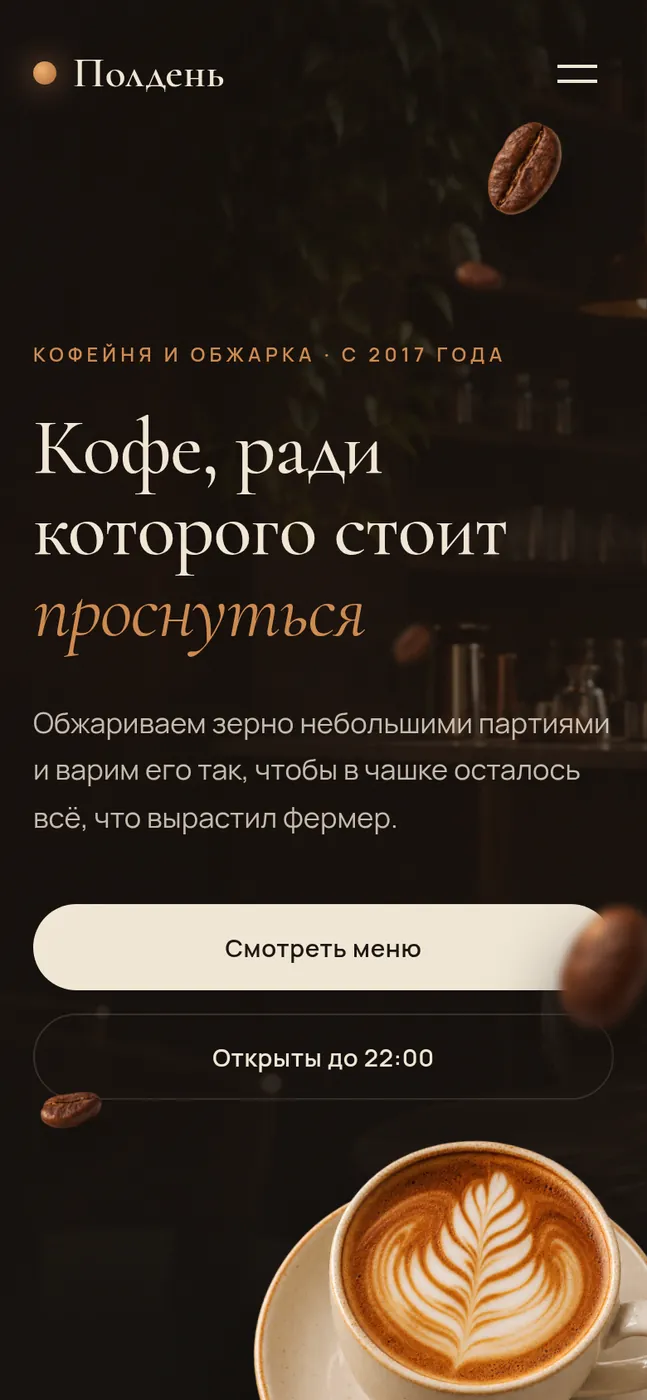 Полдень
КОФЕЙНЯ И ОБЖАРКА · С 2017 ГОДА
Кофе, ради
которого стоит
проснуться
Обжариваем зерно небольшими партиями
и варим его так, чтобы в чашке осталось
всё, что вырастил фермер.
Смотреть меню
Открыты до 22:00